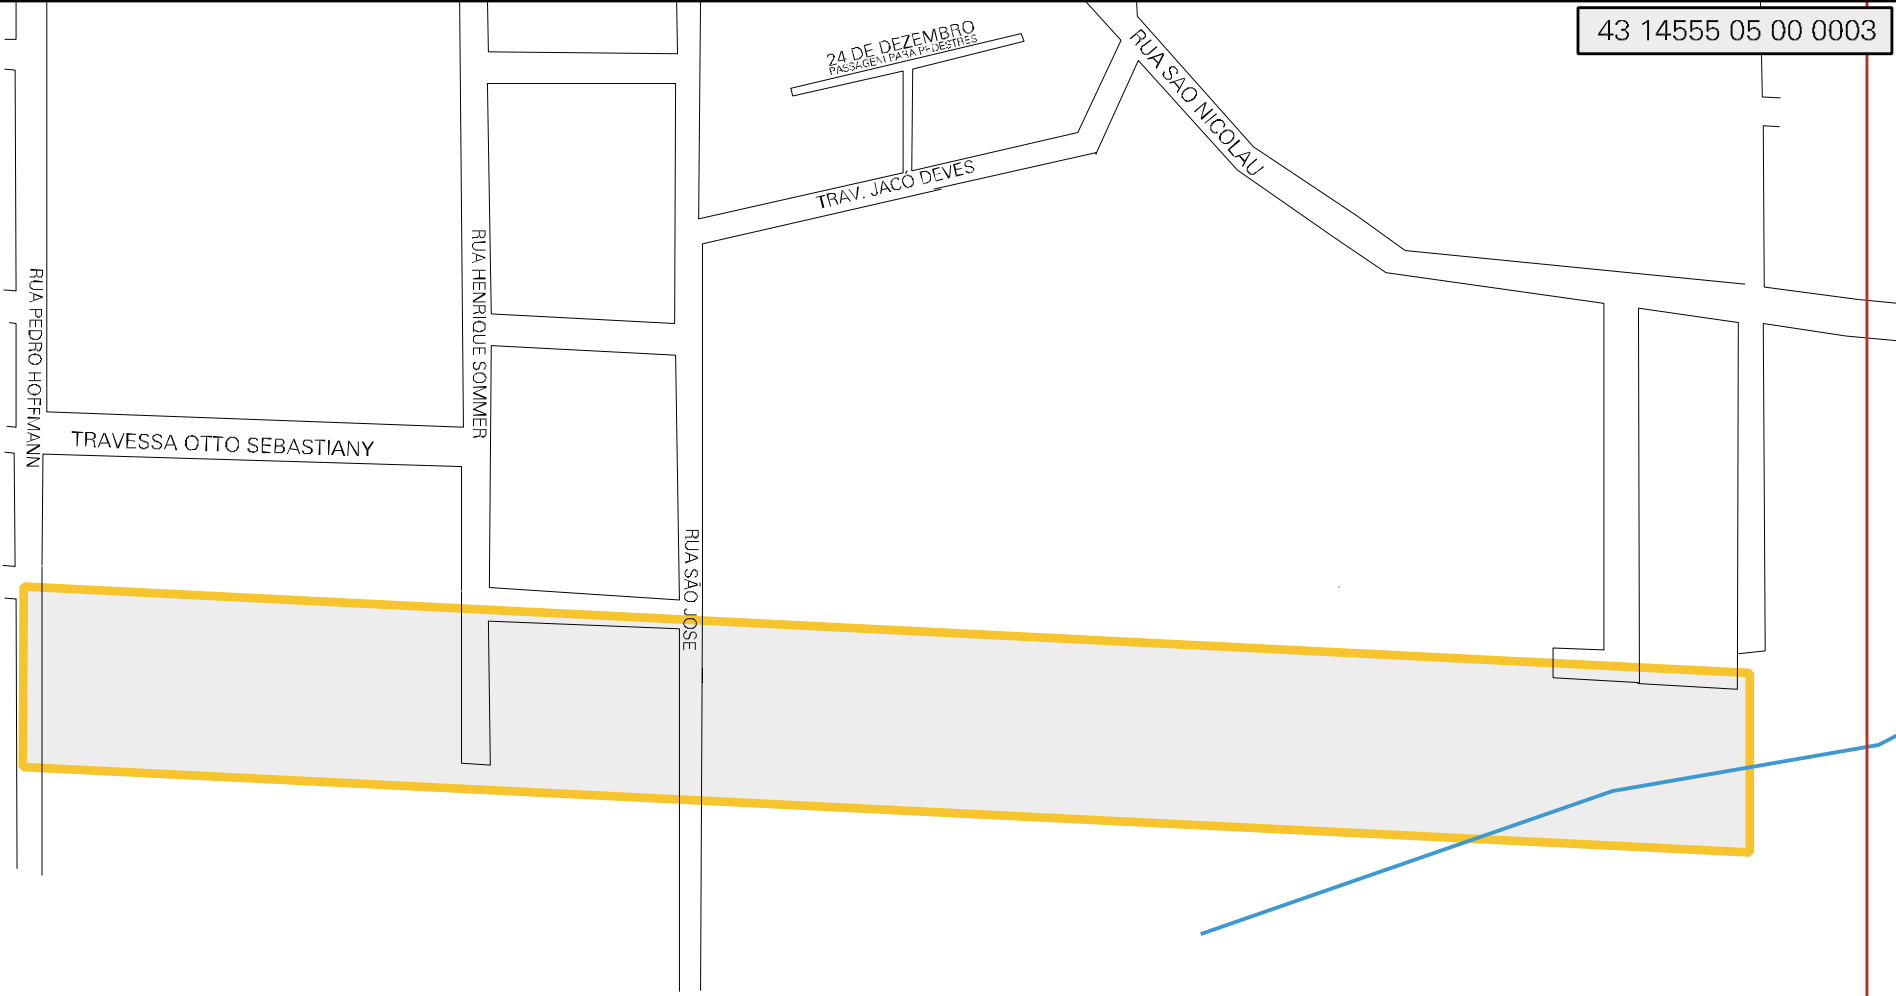 43 14555 05 00 0003
24 DE DEZEMBRO
PASSAGEM PARA PEDESTRES
RUA SAO NICOLAU
TRAV. JACÓ DEVES
RUA HENRIQUE SOMMER
RUA PEDRO HOFFMANN
TRAVESSA OTTO SEBASTIANY
RUA SÃO JOSE